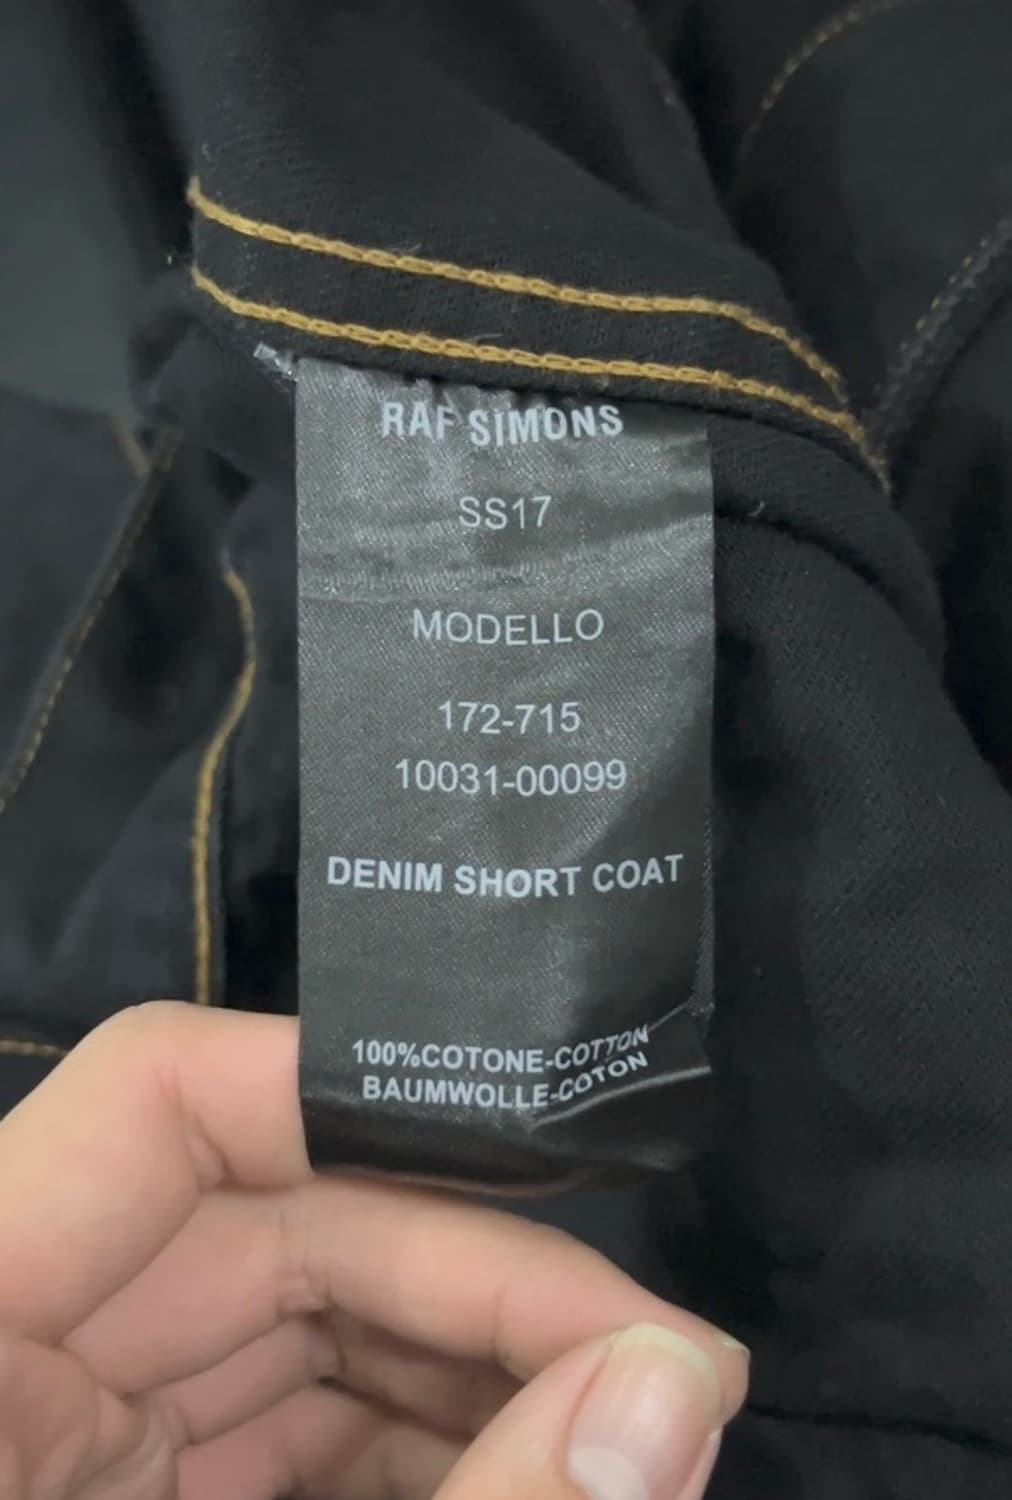 RAF SIMONS
SS17
MODELLO
172-715
10031-00099
DENIM SHORT COAT
100%COTONE-COTTON
BAUMWOLLE-COTON